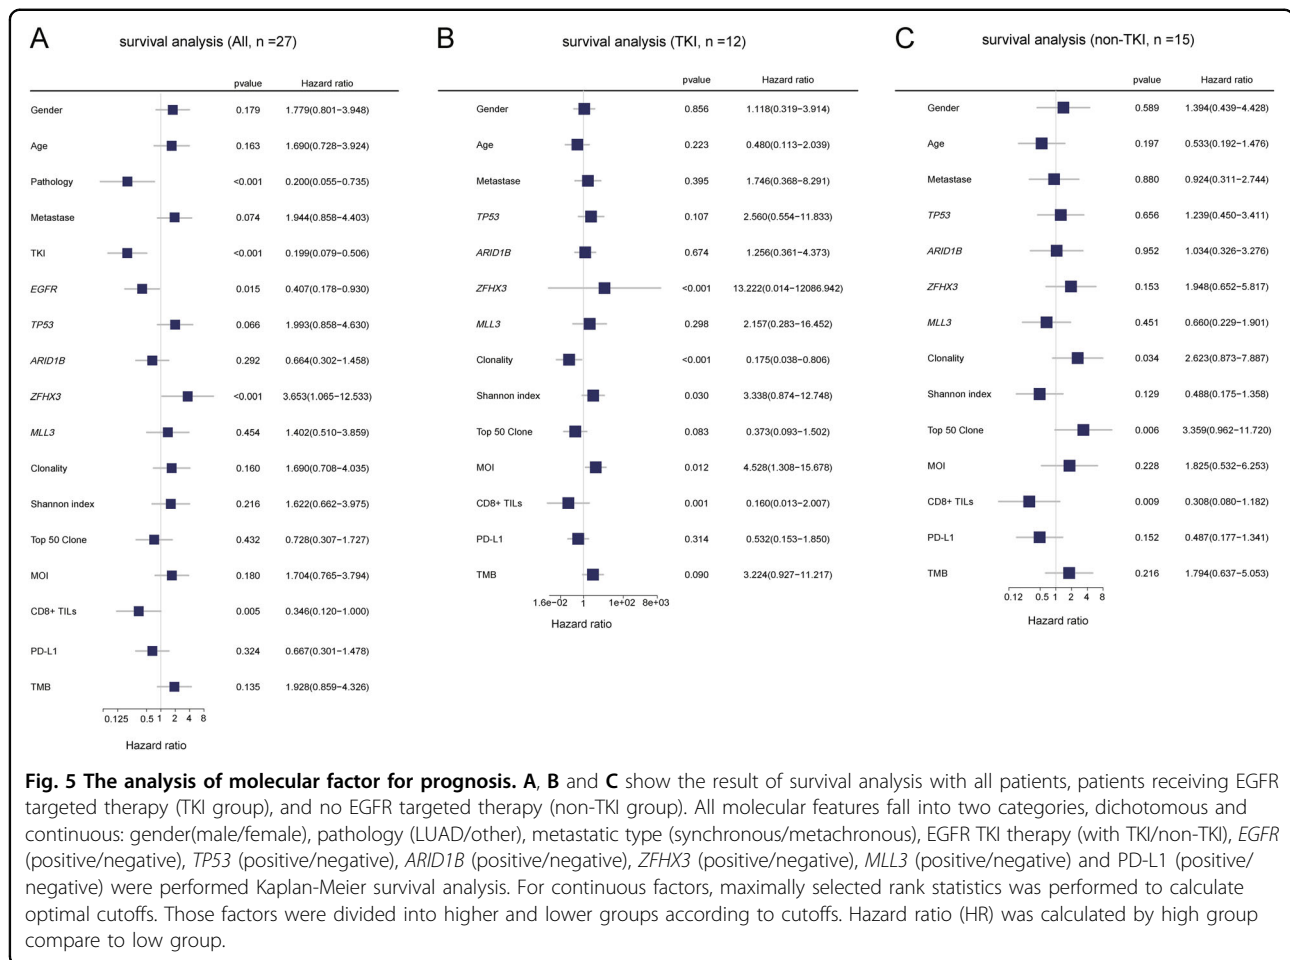 A survival analysis (All, n =27)
pvalue Hazard ratio
Gender 0.179 1.779(0.801−3.948)
Age 0.163 1.690(0.728−3.924)
Pathology <0.001 0.200(0.055−0.735)
Metastase 0.074 1.944(0.858−4.403)
TKI <0.001 0.199(0.079−0.506)
EGFR 0.015 0.407(0.178−0.930)
TP53 0.066 1.993(0.858−4.630)
ARID1B 0.292 0.664(0.302−1.458)
ZFHX3 <0.001 3.653(1.065−12.533)
MLL3 0.454 1.402(0.510−3.859)
Clonality 0.160 1.690(0.708−4.035)
Shannon index 0.216 1.622(0.662−3.975)
Top 50 Clone 0.432 0.728(0.307−1.727)
MOI 0.180 1.704(0.765−3.794)
CD8+ TILs 0.005 0.346(0.120−1.000)
PD-L1 0.324 0.667(0.301−1.478)
TMB 0.135 1.928(0.859−4.326)
0.125 0.5 1 2 4 8
Hazard ratio
B survival analysis (TKI, n =12)
pvalue Hazard ratio
Gender 0.856 1.118(0.319−3.914)
Age 0.223 0.480(0.113−2.039)
Metastase 0.395 1.746(0.368−8.291)
TP53 0.107 2.560(0.554−11.833)
ARID1B 0.674 1.256(0.361−4.373)
ZFHX3 <0.001 13.222(0.014−12086.942)
MLL3 0.298 2.157(0.283−16.452)
Clonality <0.001 0.175(0.038−0.806)
Shannon index 0.030 3.338(0.874−12.748)
Top 50 Clone 0.083 0.373(0.093−1.502)
MOI 0.012 4.528(1.308−15.678)
CD8+ TILs 0.001 0.160(0.013−2.007)
PD-L1 0.314 0.532(0.153−1.850)
TMB 0.090 3.224(0.927−11.217)
1.6e−02 1 1e+02 8e+03
Hazard ratio
C survival analysis (non-TKI, n =15)
pvalue Hazard ratio
Gender 0.589 1.394(0.439−4.428)
Age 0.197 0.533(0.192−1.476)
Metastase 0.880 0.924(0.311−2.744)
TP53 0.656 1.239(0.450−3.411)
ARID1B 0.952 1.034(0.326−3.276)
ZFHX3 0.153 1.948(0.652−5.817)
MLL3 0.451 0.660(0.229−1.901)
Clonality 0.034 2.623(0.873−7.887)
Shannon index 0.129 0.488(0.175−1.358)
Top 50 Clone 0.006 3.359(0.962−11.720)
MOI 0.228 1.825(0.532−6.253)
CD8+ TILs 0.009 0.308(0.080−1.182)
PD-L1 0.152 0.487(0.177−1.341)
TMB 0.216 1.794(0.637−5.053)
0.12 0.5 1 2 4 8
Hazard ratio
Fig. 5 The analysis of molecular factor for prognosis. A, B and C show the result of survival analysis with all patients, patients receiving EGFR
targeted therapy (TKI group), and no EGFR targeted therapy (non-TKI group). All molecular features fall into two categories, dichotomous and
continuous: gender(male/female), pathology (LUAD/other), metastatic type (synchronous/metachronous), EGFR TKI therapy (with TKI/non-TKI), EGFR
(positive/negative), TP53 (positive/negative), ARID1B (positive/negative), ZFHX3 (positive/negative), MLL3 (positive/negative) and PD-L1 (positive/
negative) were performed Kaplan-Meier survival analysis. For continuous factors, maximally selected rank statistics was performed to calculate
optimal cutoffs. Those factors were divided into higher and lower groups according to cutoffs. Hazard ratio (HR) was calculated by high group
compare to low group.